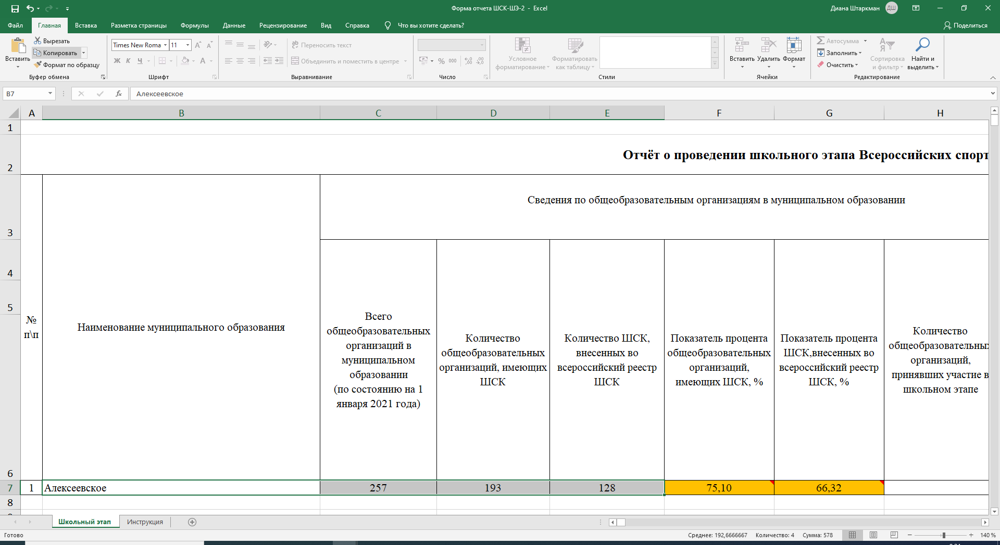 Форма отчета ШСК-ШЭ-2 - Excel
Диана Штаркман ДШ
Файл Главная Вставка Разметка страницы Формулы Данные Рецензирование Вид Справка Что вы хотите сделать? Поделиться
Вставить
Вырезать
Копировать
Формат по образцу
Буфер обмена
Times New Roma 11
Ж К Ч
Шрифт
Переносить текст
Объединить и поместить в центре
Выравнивание
% 000
Число
Условное
форматирование
Форматировать
как таблицу
Стили
Вставить Удалить Формат
Ячейки
Автосумма
Заполнить
Очистить
Сортировка
и фильтр
Найти и
выделить
Редактирование
B7 fx Алексеевское
A B C D E F G H
1
2 Отчёт о проведении школьного этапа Всероссийских спорт
3 Сведения по общеобразовательным организациям в муниципальном образовании
4
5
6
№
п\п
Наименование муниципального образования
Всего
общеобразовательных
организаций в
муниципальном
образовании
(по состоянию на 1
января 2021 года)
Количество
общеобразовательных
организаций, имеющих
ШСК
Количество ШСК,
внесенных во
всероссийский реестр
ШСК
Показатель процента
общеобразовательных
организаций,
имеющих ШСК, %
Показатель процента
ШСК,внесенных во
всероссийский реестр
ШСК, %
Количество
общеобразовательных
организаций,
принявших участие в
школьном этапе
7 1 Алексеевское 257 193 128 75,10 66,32
8
Школьный этап Инструкция
Готово Среднее: 192,6666667 Количество: 4 Сумма: 578 140 %